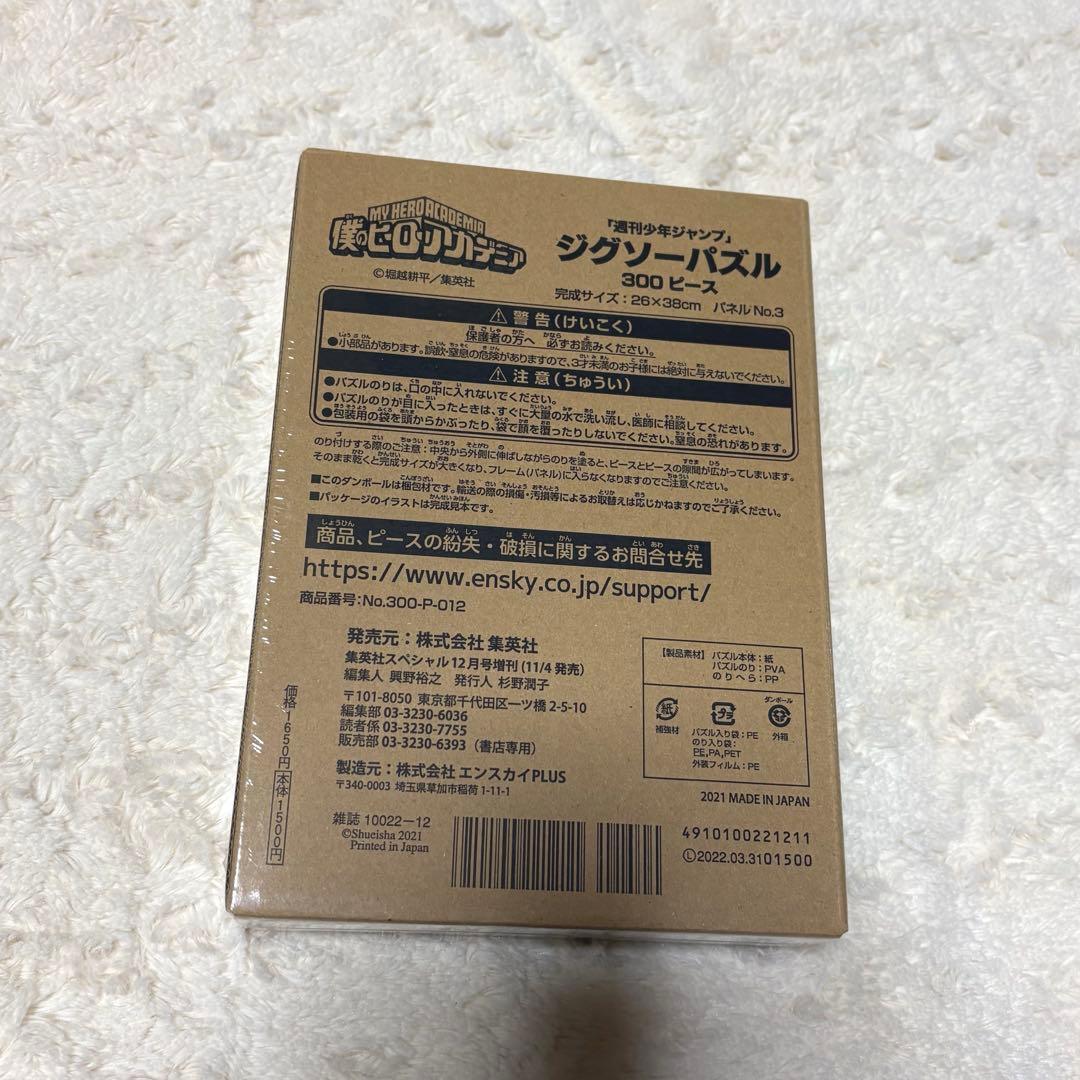 MY HERO ACADEMIA
僕のヒーローアカデミア
©堀越耕平/集英社
「週刊少年ジャンプ」
ジグソーパズル
300 ピース
完成サイズ:26×38cm パネルNo.3
⚠ 警告(けいこく)
保護者の方へ 必ずお読みください。
●小部品があります。誤飲・窒息の危険がありますので、3才未満のお子様には絶対に与えないでください。
⚠ 注意(ちゅうい)
●パズルのりは、口の中に入れないでください。
●パズルのりが目に入ったときは、すぐに大量の水で洗い流し、医師に相談してください。
●包装用の袋を頭からかぶったり、袋で顔を覆ったりしないでください。窒息の恐れがあります。
のり付けする際のご注意:中央から外側に伸ばしながらのりを塗ると、ピースとピースの隙間が広がってしまいます。
そのまま乾くと完成サイズが大きくなり、フレーム(パネル)に入らなくなりますのでご注意ください。
■このダンボールは梱包材です。輸送の際の損傷・汚損等によるお取替えは応じかねますのでご了承ください。
■パッケージのイラストは完成見本です。
商品、ピースの紛失・破損に関するお問合せ先
https://www.ensky.co.jp/support/
商品番号:No.300-P-012
発売元:株式会社 集英社
集英社スペシャル12月号増刊(11/4発売)
編集人 興野裕之 発行人 杉野潤子
〒101-8050 東京都千代田区一ツ橋2-5-10
編集部 03-3230-6036
読者係 03-3230-7755
販売部 03-3230-6393(書店専用)
製造元:株式会社 エンスカイPLUS
〒340-0003 埼玉県草加市稲荷1-11-1
雑誌 10022-12
©Shueisha 2021
Printed in Japan
価格1650円 本体1500円
【製品素材】パズル本体:紙
パズルのり:PVA
のりへら:PP
紙
補強材
プラ
パズル入り袋:PE
のり入り袋:
PE,PA,PET
外装フィルム:PE
ダンボール
外箱
2021 MADE IN JAPAN
4910100221211
Ⓛ2022.03.3101500